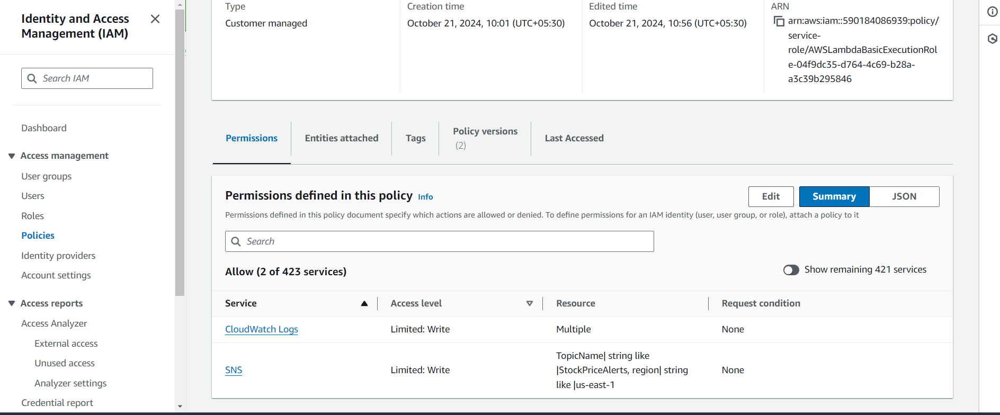 Identity and Access
Management (IAM)
Search IAM
Dashboard
Access management
User groups
Users
Roles
Policies
Identity providers
Account settings
Access reports
Access Analyzer
External access
Unused access
Analyzer settings
Credential report
Type
Customer managed
Creation time
October 21, 2024, 10:01 (UTC+05:30)
Edited time
October 21, 2024, 10:56 (UTC+05:30)
ARN
arn:aws:iam::590184086939:policy/
service-
role/AWSLambdaBasicExecutionRol
e-04f9dc35-d764-4c69-b28a-
a3c39b295846
Permissions
Entities attached
Tags
Policy versions
(2)
Last Accessed
Permissions defined in this policy Info
Edit
Summary
JSON
Permissions defined in this policy document specify which actions are allowed or denied. To define permissions for an IAM identity (user, user group, or role), attach a policy to it
Search
Allow (2 of 423 services)
Show remaining 421 services
Service
Access level
Resource
Request condition
CloudWatch Logs
Limited: Write
Multiple
None
SNS
Limited: Write
TopicName| string like
|StockPriceAlerts, region| string
like |us-east-1
None